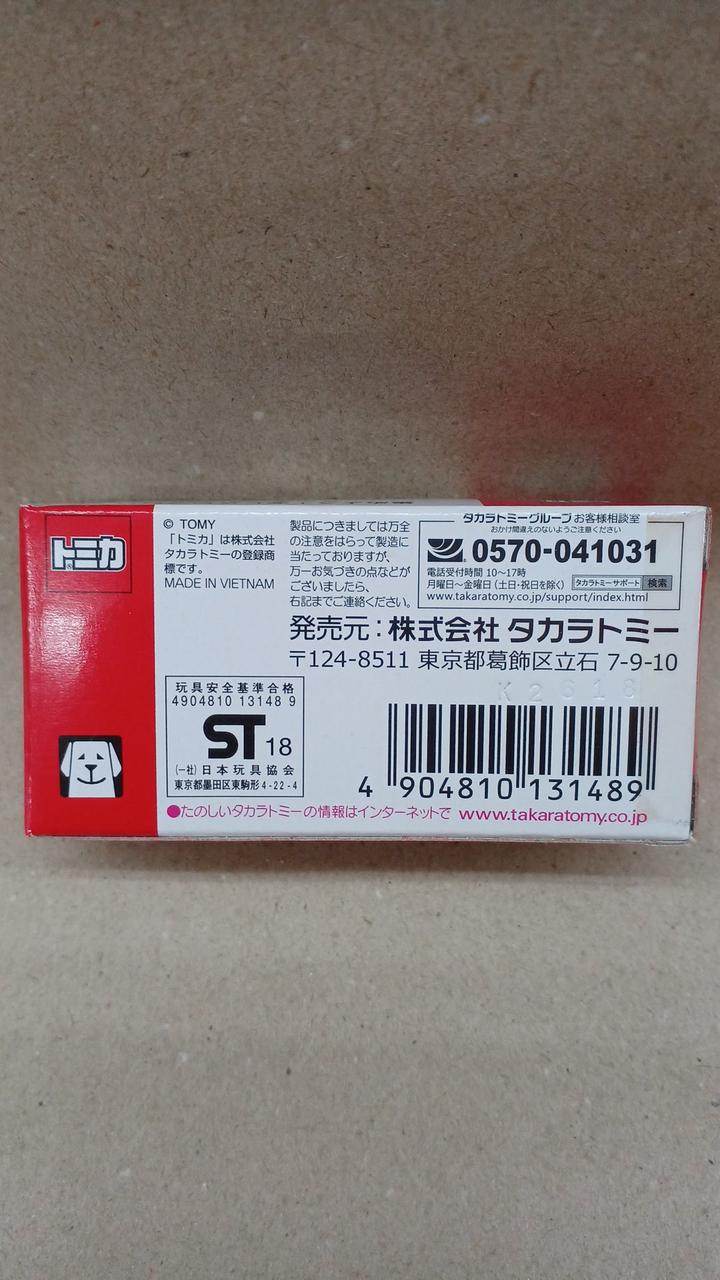 トミカ
© TOMY
「トミカ」は株式会社
タカラトミーの登録商
標です。
MADE IN VIETNAM
製品につきましては万全
の注意をはらって製造に
当たっておりますが、
万一お気づきの点などが
ございましたら、
右記までご連絡ください。
タカラトミーグループ お客様相談室
おかけ間違えのないようご注意ください
0570-041031
電話受付時間 10〜17時
月曜日〜金曜日(土日・祝日を除く) タカラトミーサポート 検索
www.takaratomy.co.jp/support/index.html
発売元：株式会社 タカラトミー
〒124-8511 東京都葛飾区立石 7-9-10
玩具安全基準合格
4904810 13148 9
ST 18
(一社)日本玩具協会
東京都墨田区東駒形4-22-4
K2618
4 904810 131489
●たのしいタカラトミーの情報はインターネットで www.takaratomy.co.jp